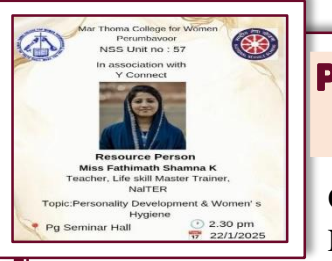 Mar Thoma College for Women
Perumbavoor
NSS Unit no : 57
In association with
Y Connect
Resource Person
Miss Fathimath Shamna K
Teacher, Life skill Master Trainer,
NalTER
Topic:Personality Development & Women' s
Hygiene
Pg Seminar Hall
2.30 pm
22/1/2025